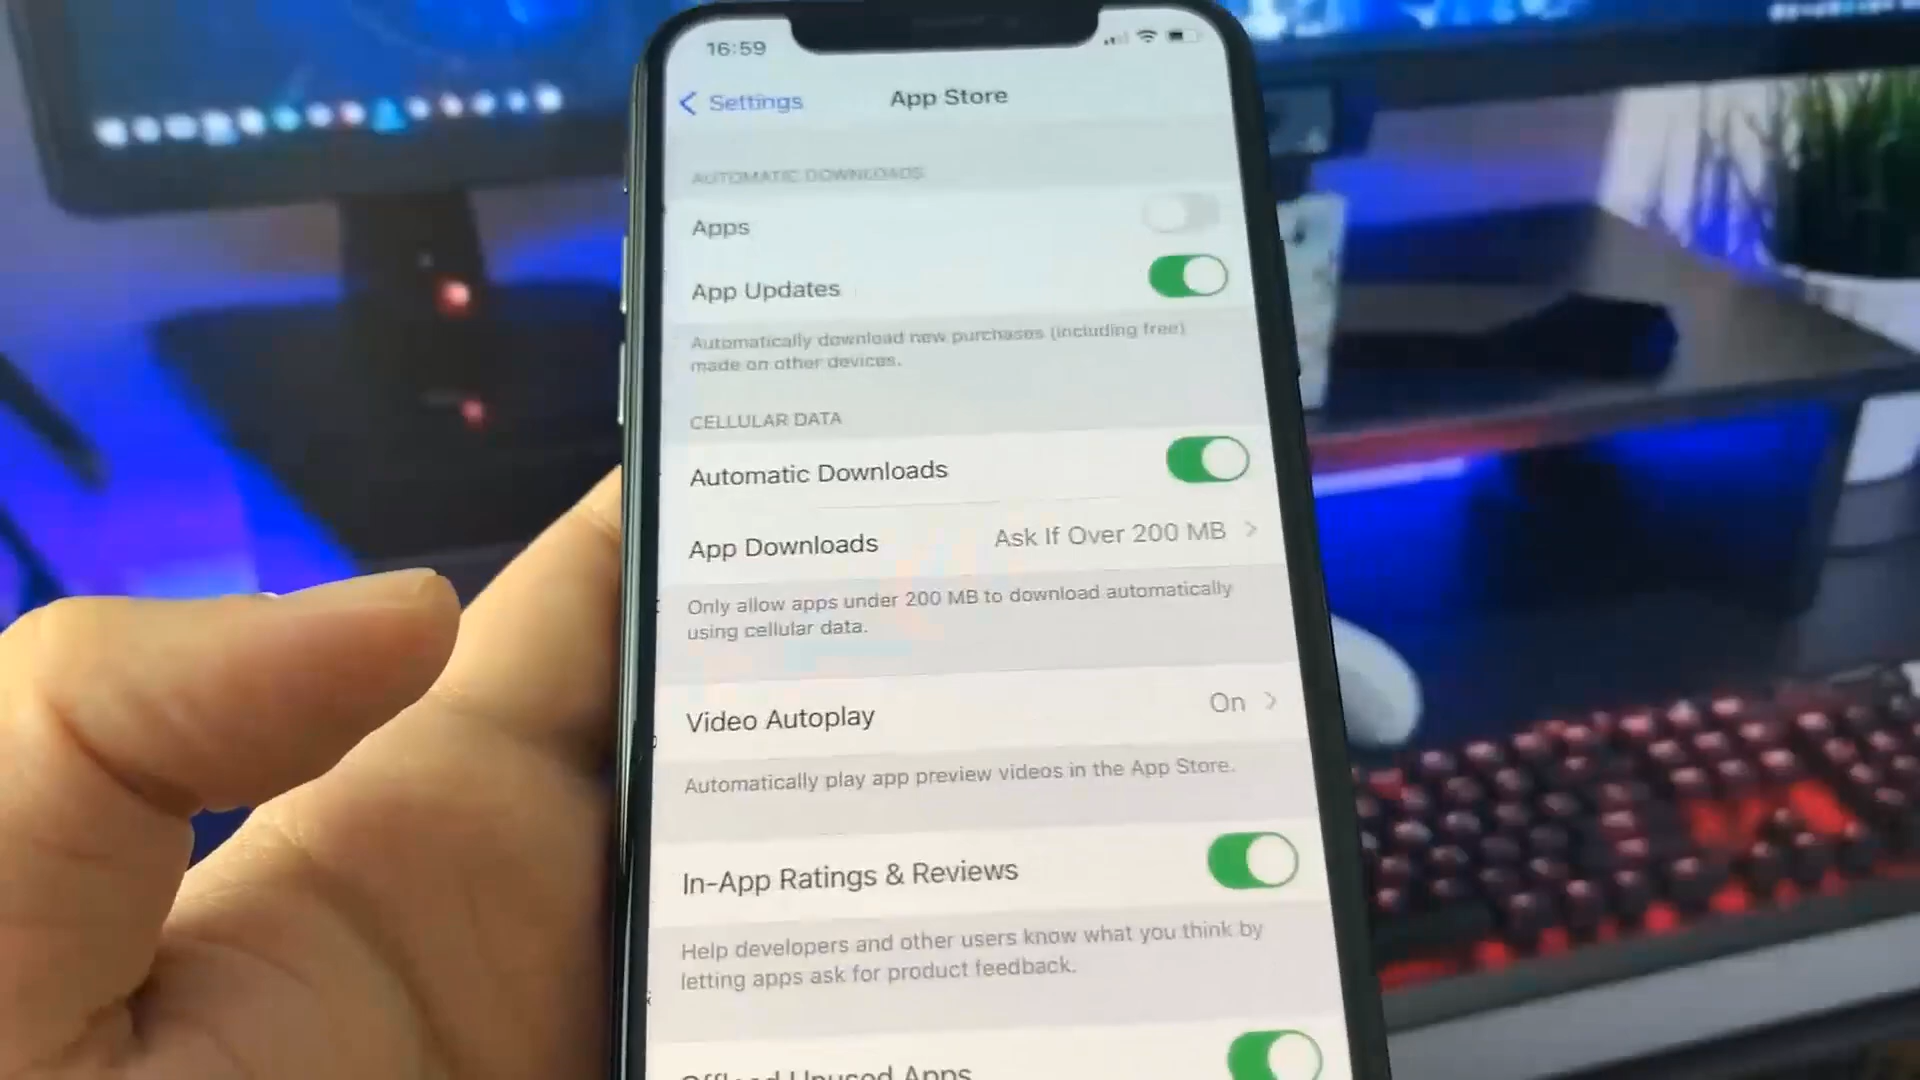 16:59
Settings
App Store
AUTOMATIC DOWNLOADS
Apps
App Updates
Automatically download new purchases (including free)
made on other devices.
CELLULAR DATA
Automatic Downloads
App Downloads
Ask If Over 200 MB
Only allow apps under 200 MB to download automatically
using cellular data.
Video Autoplay
On
Automatically play app preview videos in the App Store.
In-App Ratings & Reviews
Help developers and other users know what you think by
letting apps ask for product feedback.
Offload Unused Apps